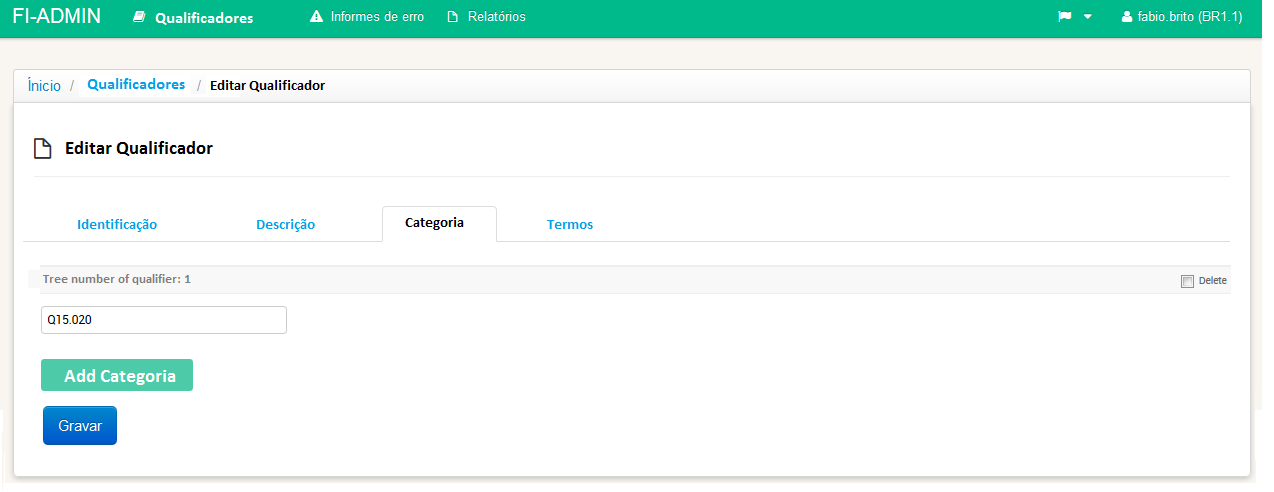 FI-ADMIN Qualificadores Informes de erro Relatórios fabio.brito (BR1.1)
Ínicio / Qualificadores / Editar Qualificador
Editar Qualificador
Identificação Descrição Categoria Termos
Tree number of qualifier: 1 Delete
Q15.020
Add Categoria
Gravar